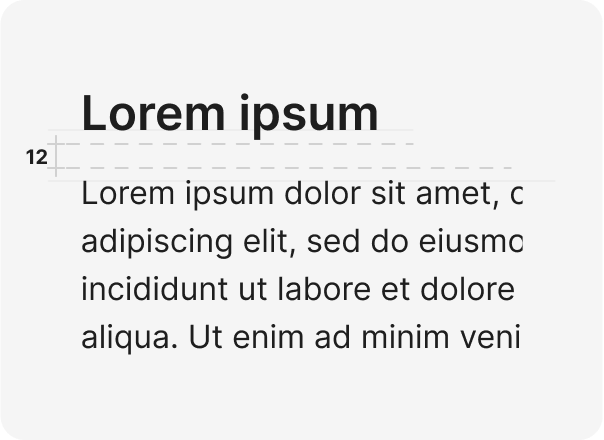 Lorem ipsum
12
Lorem ipsum dolor sit amet, c
adipiscing elit, sed do eiusmo
incididunt ut labore et dolore
aliqua. Ut enim ad minim veni